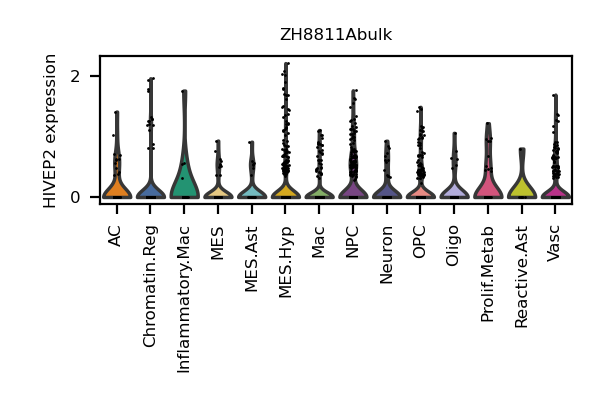 ZH8811Abulk
HIVEP2 expression
2
0
AC
Chromatin.Reg
Inflammatory.Mac
MES
MES.Ast
MES.Hyp
Mac
NPC
Neuron
OPC
Oligo
Prolif.Metab
Reactive.Ast
Vasc